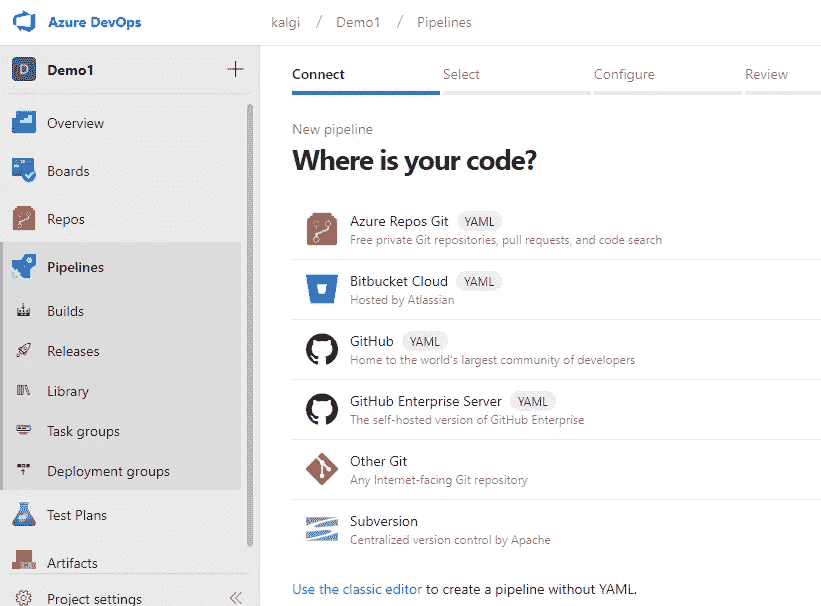 Azure DevOps
kalgi / Demo1 / Pipelines
D Demo1 +
Overview
Boards
Repos
Pipelines
Builds
Releases
Library
Task groups
Deployment groups
Test Plans
Artifacts
Project settings
Connect Select Configure Review
New pipeline
Where is your code?
Azure Repos Git YAML
Free private Git repositories, pull requests, and code search
Bitbucket Cloud YAML
Hosted by Atlassian
GitHub YAML
Home to the world's largest community of developers
GitHub Enterprise Server YAML
The self-hosted version of GitHub Enterprise
Other Git
Any Internet-facing Git repository
Subversion
Centralized version control by Apache
Use the classic editor to create a pipeline without YAML.